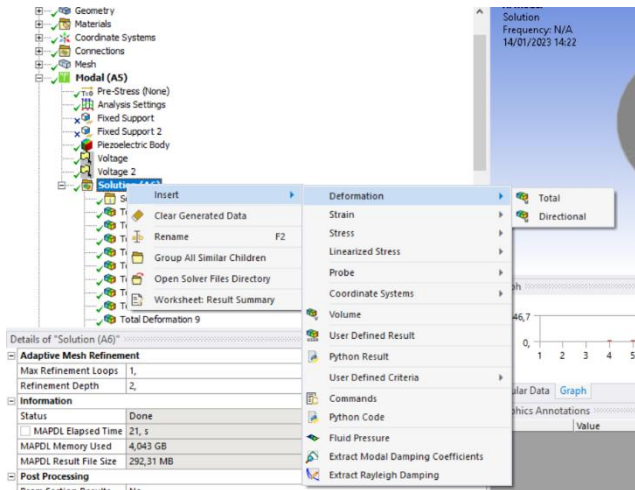 Geometry
Materials
Coordinate Systems
Connections
Mesh
Modal (A5)
T=0 Pre-Stress (None)
Analysis Settings
Fixed Support
Fixed Support 2
Piezoelectric Body
Voltage
Voltage 2
Solution (A6)
Total Deformation 9
Insert
Clear Generated Data
Rename F2
Group All Similar Children
Open Solver Files Directory
Worksheet: Result Summary
Deformation
Strain
Stress
Linearized Stress
Probe
Coordinate Systems
Volume
User Defined Result
Python Result
User Defined Criteria
Commands
Python Code
Fluid Pressure
Extract Modal Damping Coefficients
Extract Rayleigh Damping
Total
Directional
Solution
Frequency: N/A
14/01/2023 14:22
46,7
0,
1 2 3 4 5
ular Data Graph
phics Annotations
Value
Details of "Solution (A6)"
Adaptive Mesh Refinement
Max Refinement Loops 1,
Refinement Depth 2,
Information
Status Done
MAPDL Elapsed Time 21, s
MAPDL Memory Used 4,043 GB
MAPDL Result File Size 292,31 MB
Post Processing